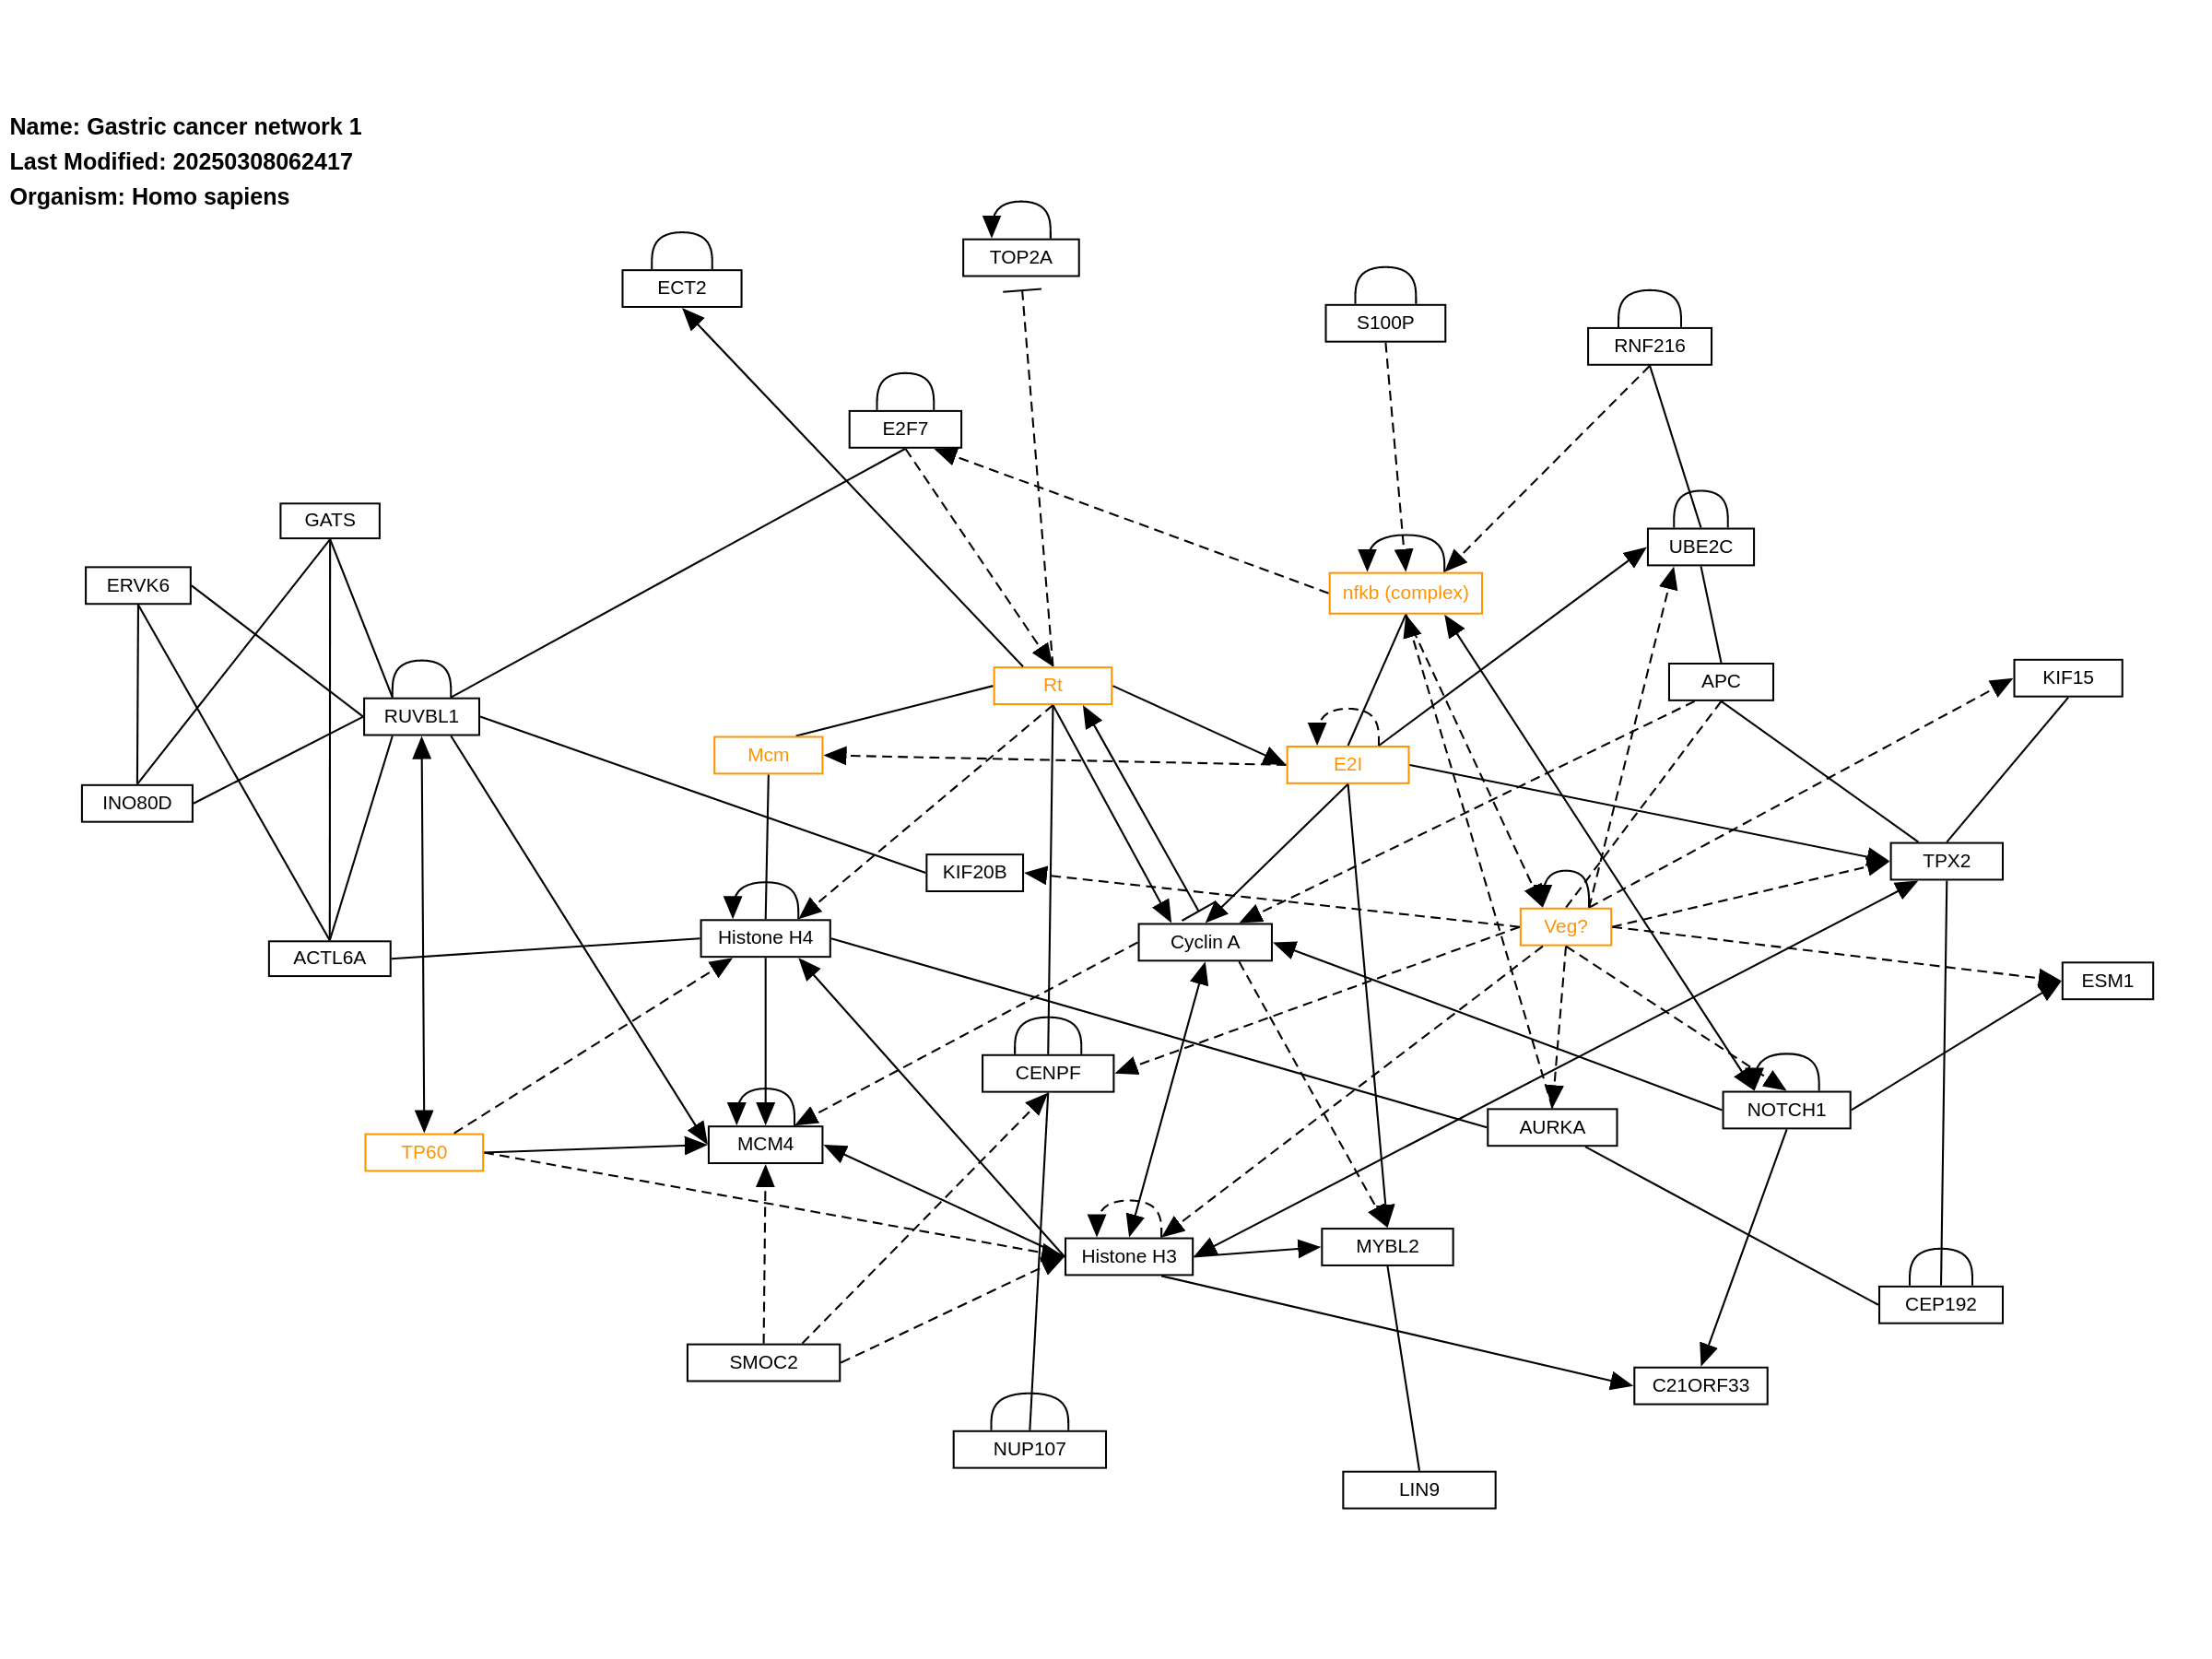 Name: Gastric cancer network 1
Last Modified: 20250308062417
Organism: Homo sapiens
TOP2A
ECT2
S100P
RNF216
E2F7
GATS
UBE2C
ERVK6
nfkb (complex)
KIF15
APC
Rt
RUVBL1
Mcm
E2I
INO80D
TPX2
KIF20B
Veg?
Histone H4
Cyclin A
ACTL6A
ESM1
CENPF
NOTCH1
AURKA
MCM4
TP60
MYBL2
Histone H3
CEP192
SMOC2
C21ORF33
NUP107
LIN9